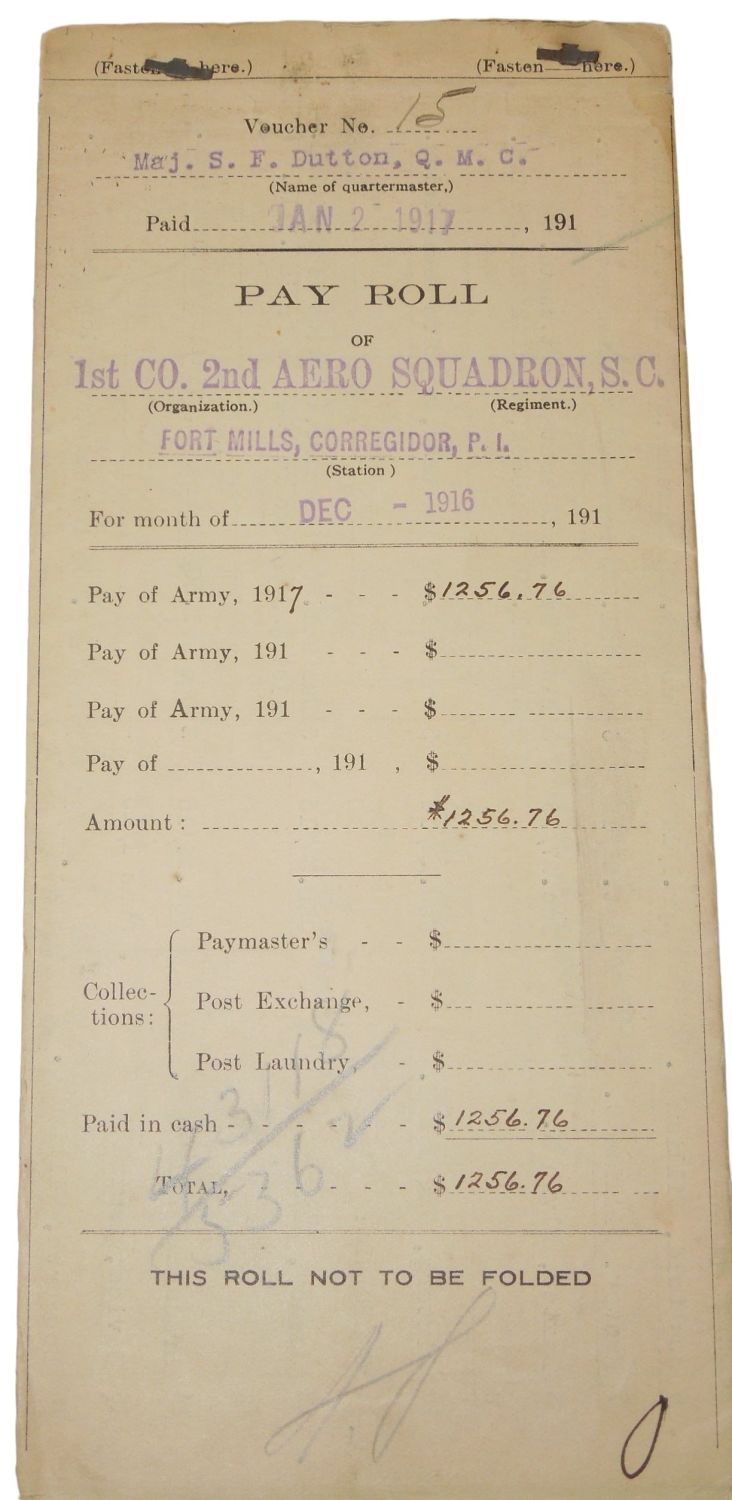 (Fasten here.) (Fasten here.)
Voucher No. 15
Maj. S. F. Dutton, Q. M. C.
(Name of quartermaster,)
Paid JAN 2 - 1917, 191
PAY ROLL
OF
1st CO. 2nd AERO SQUADRON, S. C.
(Organization.) (Regiment.)
FORT MILLS, CORREGIDOR, P. I.
(Station )
For month of DEC - 1916, 191
Pay of Army, 1917 - - - $1256.76
Pay of Army, 191 - - - $
Pay of Army, 191 - - - $
Pay of , 191 , $
Amount: $1256.76
Collec-
tions:
Paymaster's - - $
Post Exchange, - $
Post Laundry, - $
Paid in cash - - - - - - $1256.76
TOTAL, - - - - $1256.76
THIS ROLL NOT TO BE FOLDED